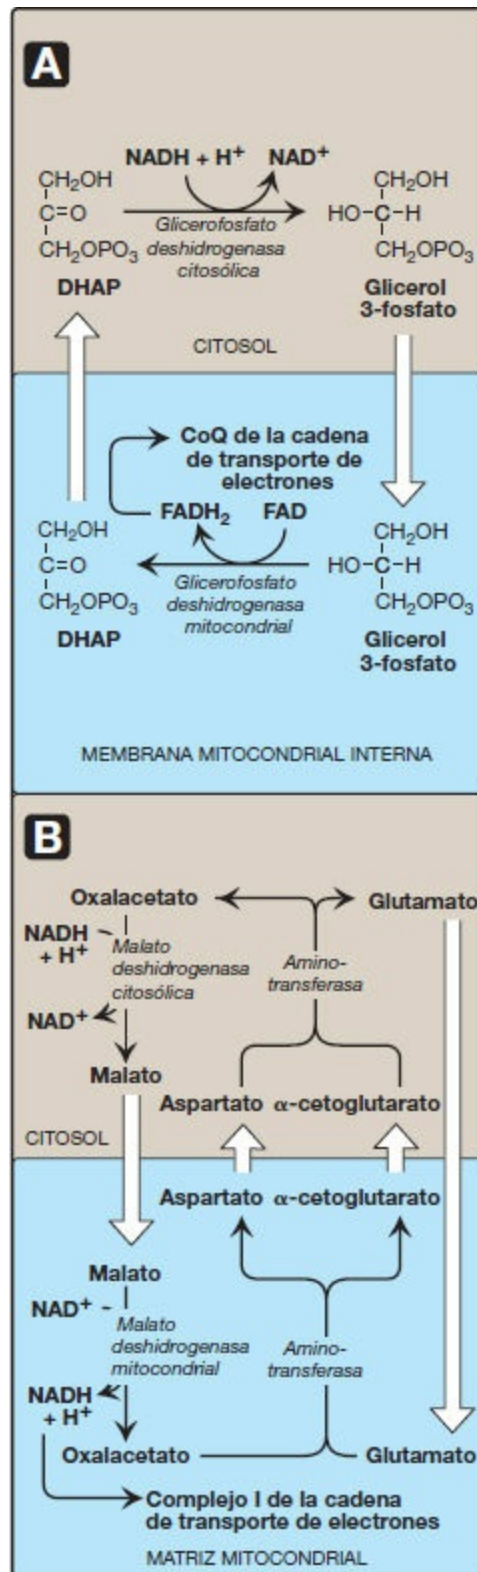 A
NADH + H⁺ NAD⁺
CH₂OH
C=O
CH₂OPO₃
DHAP
Glicerofosfato
deshidrogenasa
citosólica
CH₂OH
HO-C-H
CH₂OPO₃
Glicerol
3-fosfato
CITOSOL
CoQ de la cadena
de transporte de
electrones
FADH₂ FAD
CH₂OH
C=O
CH₂OPO₃
DHAP
Glicerofosfato
deshidrogenasa
mitocondrial
CH₂OH
HO-C-H
CH₂OPO₃
Glicerol
3-fosfato
MEMBRANA MITOCONDRIAL INTERNA
B
Oxalacetato
Glutamato
NADH
+ H⁺
Malato
deshidrogenasa
citosólica
Amino-
transferasa
NAD⁺
Malato
Aspartato α-cetoglutarato
CITOSOL
Aspartato α-cetoglutarato
Malato
NAD⁺
Malato
deshidrogenasa
mitocondrial
Amino-
transferasa
NADH
+ H⁺
Oxalacetato
Glutamato
Complejo I de la cadena
de transporte de electrones
MATRIZ MITOCONDRIAL